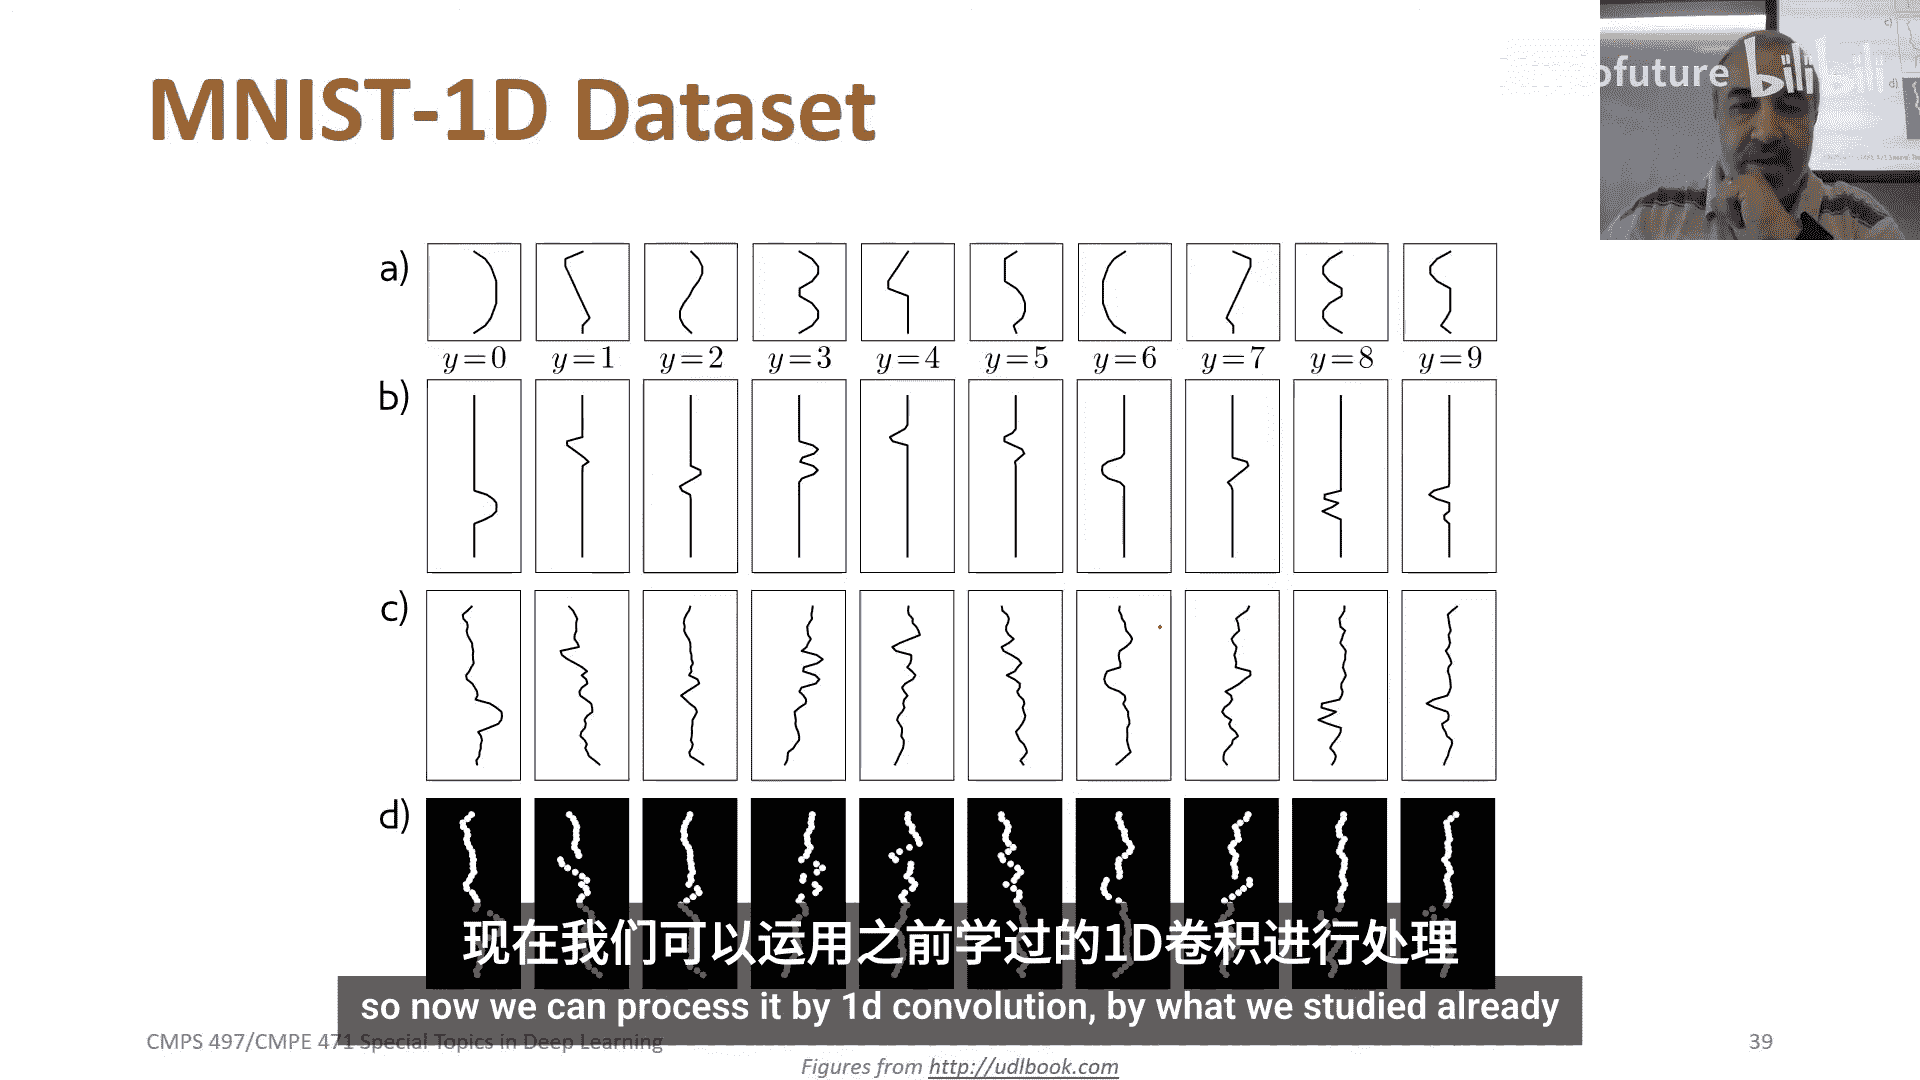 MNIST-1D Dataset
ofuture bilibili
a)
y=0 y=1 y=2 y=3 y=4 y=5 y=6 y=7 y=8 y=9
b)
c)
d)
现在我们可以运用之前学过的1D卷积进行处理
so now we can process it by 1d convolution, by what we studied already
CMPS 497/CMPE 471 Special Topics in Deep Learning
39
Figures from http://udlbook.com